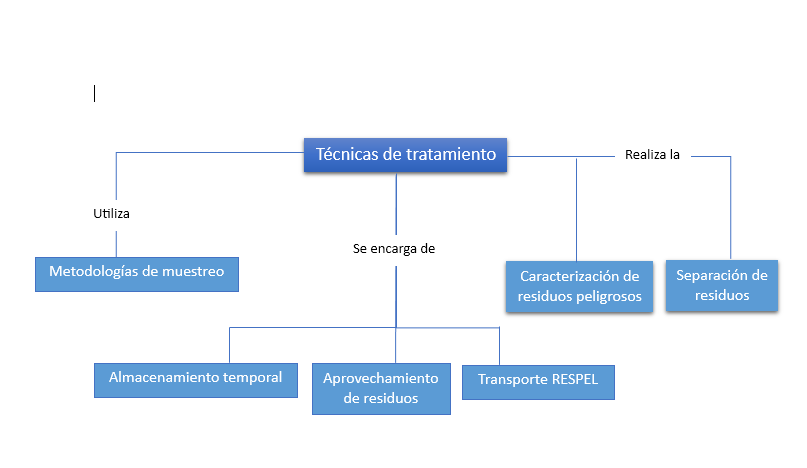 Técnicas de tratamiento
Realiza la
Utiliza
Se encarga de
Metodologías de muestreo
Caracterización de
residuos peligrosos
Separación de
residuos
Almacenamiento temporal
Aprovechamiento
de residuos
Transporte RESPEL